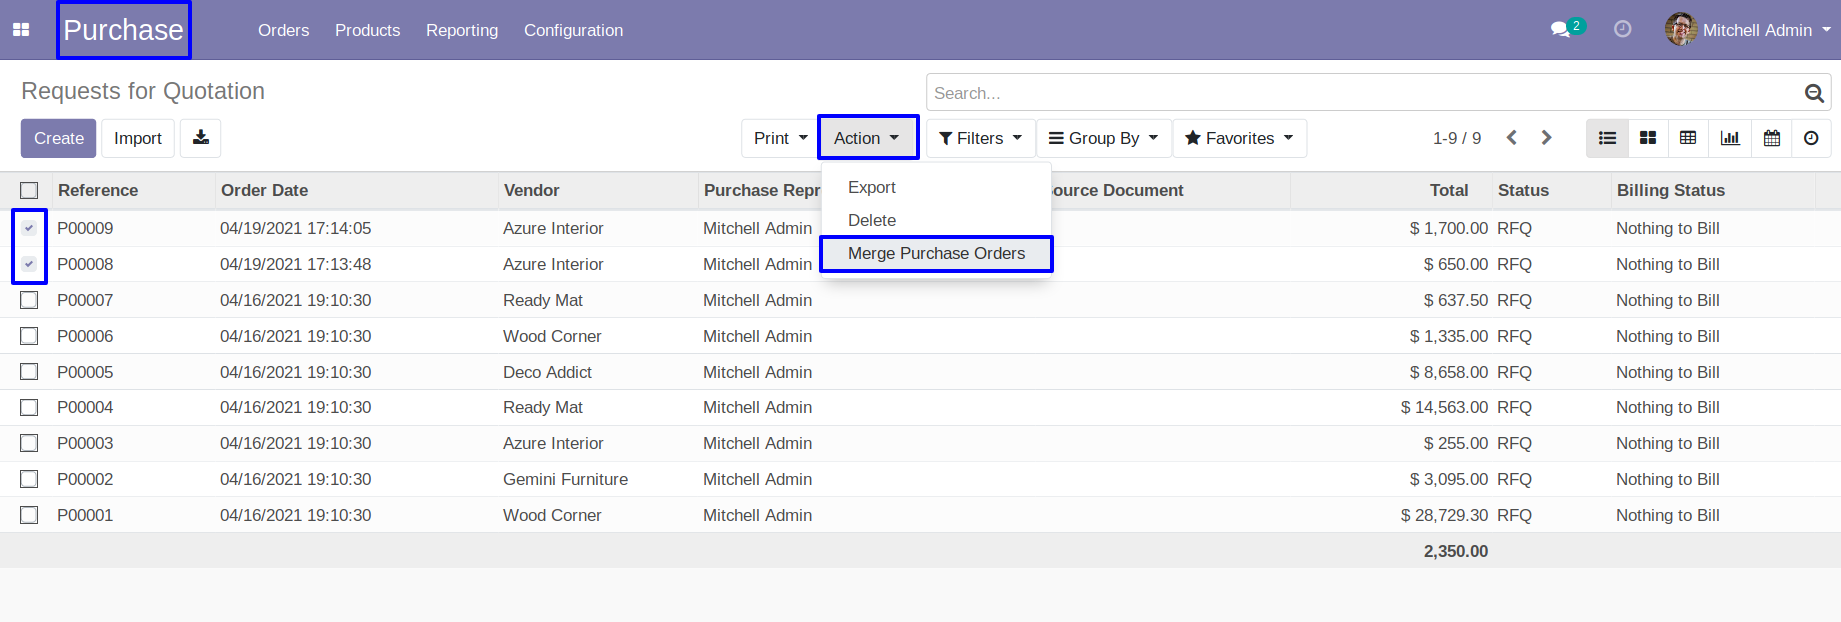 Purchase Orders Products Reporting Configuration 2 Mitchell Admin
Requests for Quotation Search...
Create Import Print Action Filters Group By Favorites 1-9 / 9
Reference Order Date Vendor Purchase Repr ource Document Total Status Billing Status
Export
Delete
Merge Purchase Orders
P00009 04/19/2021 17:14:05 Azure Interior Mitchell Admin $ 1,700.00 RFQ Nothing to Bill
P00008 04/19/2021 17:13:48 Azure Interior Mitchell Admin $ 650.00 RFQ Nothing to Bill
P00007 04/16/2021 19:10:30 Ready Mat Mitchell Admin $ 637.50 RFQ Nothing to Bill
P00006 04/16/2021 19:10:30 Wood Corner Mitchell Admin $ 1,335.00 RFQ Nothing to Bill
P00005 04/16/2021 19:10:30 Deco Addict Mitchell Admin $ 8,658.00 RFQ Nothing to Bill
P00004 04/16/2021 19:10:30 Ready Mat Mitchell Admin $ 14,563.00 RFQ Nothing to Bill
P00003 04/16/2021 19:10:30 Azure Interior Mitchell Admin $ 255.00 RFQ Nothing to Bill
P00002 04/16/2021 19:10:30 Gemini Furniture Mitchell Admin $ 3,095.00 RFQ Nothing to Bill
P00001 04/16/2021 19:10:30 Wood Corner Mitchell Admin $ 28,729.30 RFQ Nothing to Bill
2,350.00